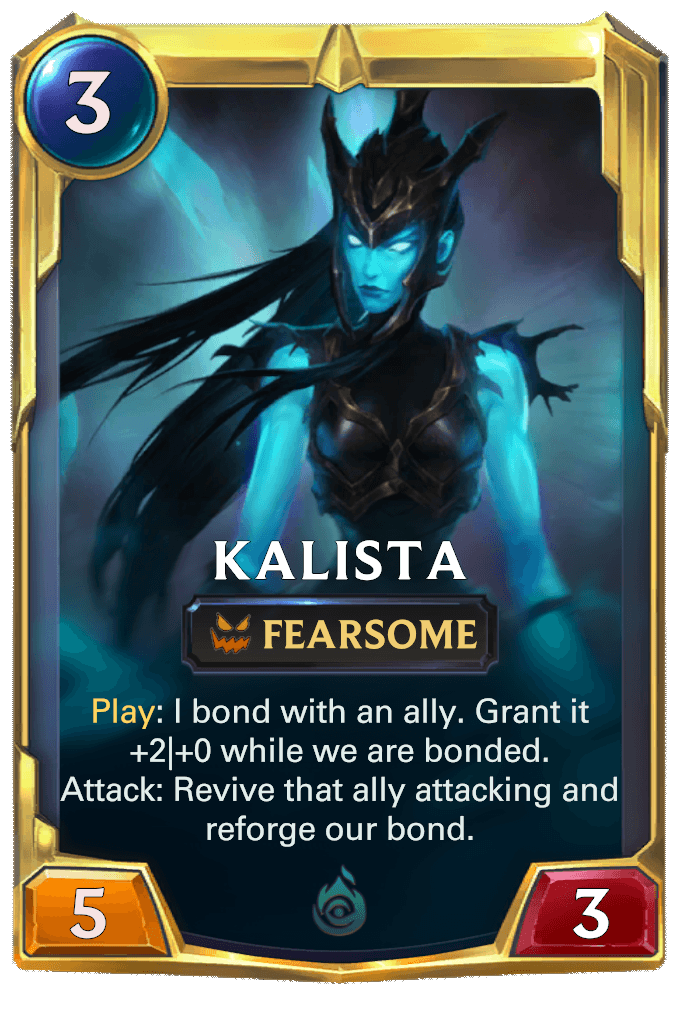 3
KALISTA
FEARSOME
Play: I bond with an ally. Grant it
+2|+0 while we are bonded.
Attack: Revive that ally attacking and
reforge our bond.
5
3